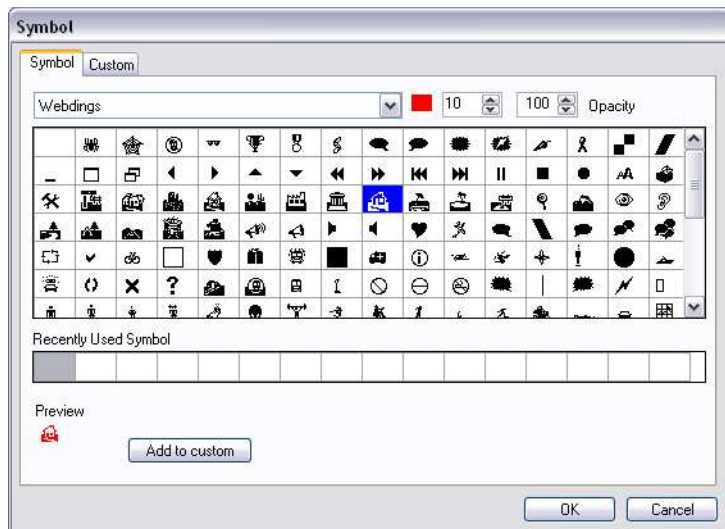 Symbol
Symbol Custom
Webdings 10 100 Opacity
Recently Used Symbol
Preview
Add to custom
OK Cancel